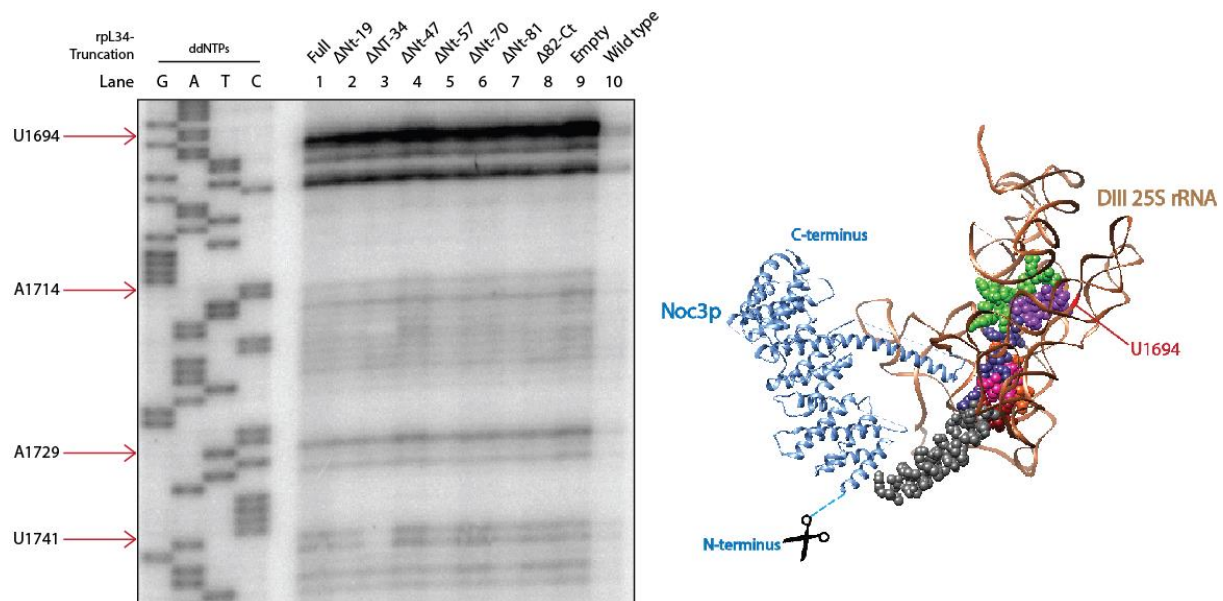 rpL34-
Truncation
ddNTPs
Full ΔNt-19 ΔNT-34 ΔNt-47 ΔNt-57 ΔNt-70 ΔNt-81 Δ82-Ct Empty Wild type
Lane G A T C 1 2 3 4 5 6 7 8 9 10
U1694
A1714
A1729
U1741
DIII 25S rRNA
C-terminus
Noc3p
U1694
N-terminus